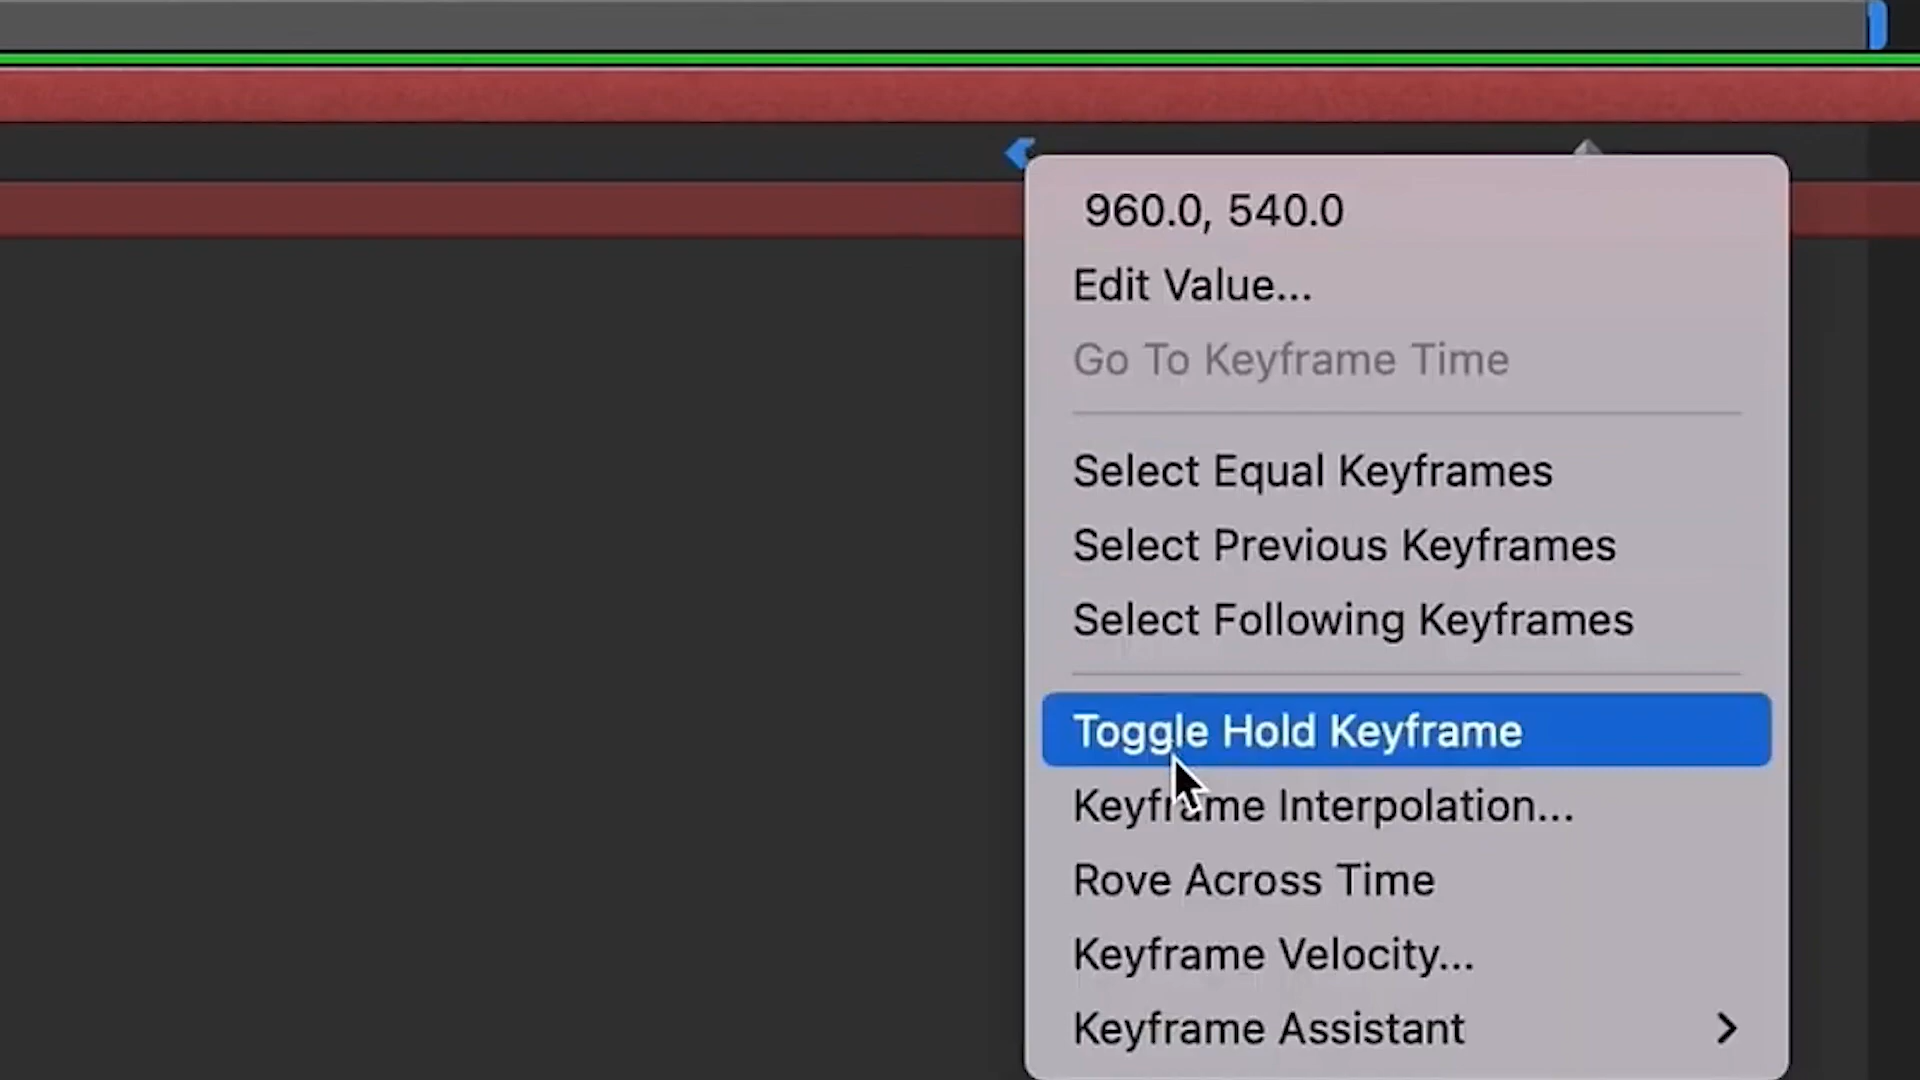 960.0, 540.0
Edit Value...
Go To Keyframe Time
Select Equal Keyframes
Select Previous Keyframes
Select Following Keyframes
Toggle Hold Keyframe
Keyframe Interpolation...
Rove Across Time
Keyframe Velocity...
Keyframe Assistant